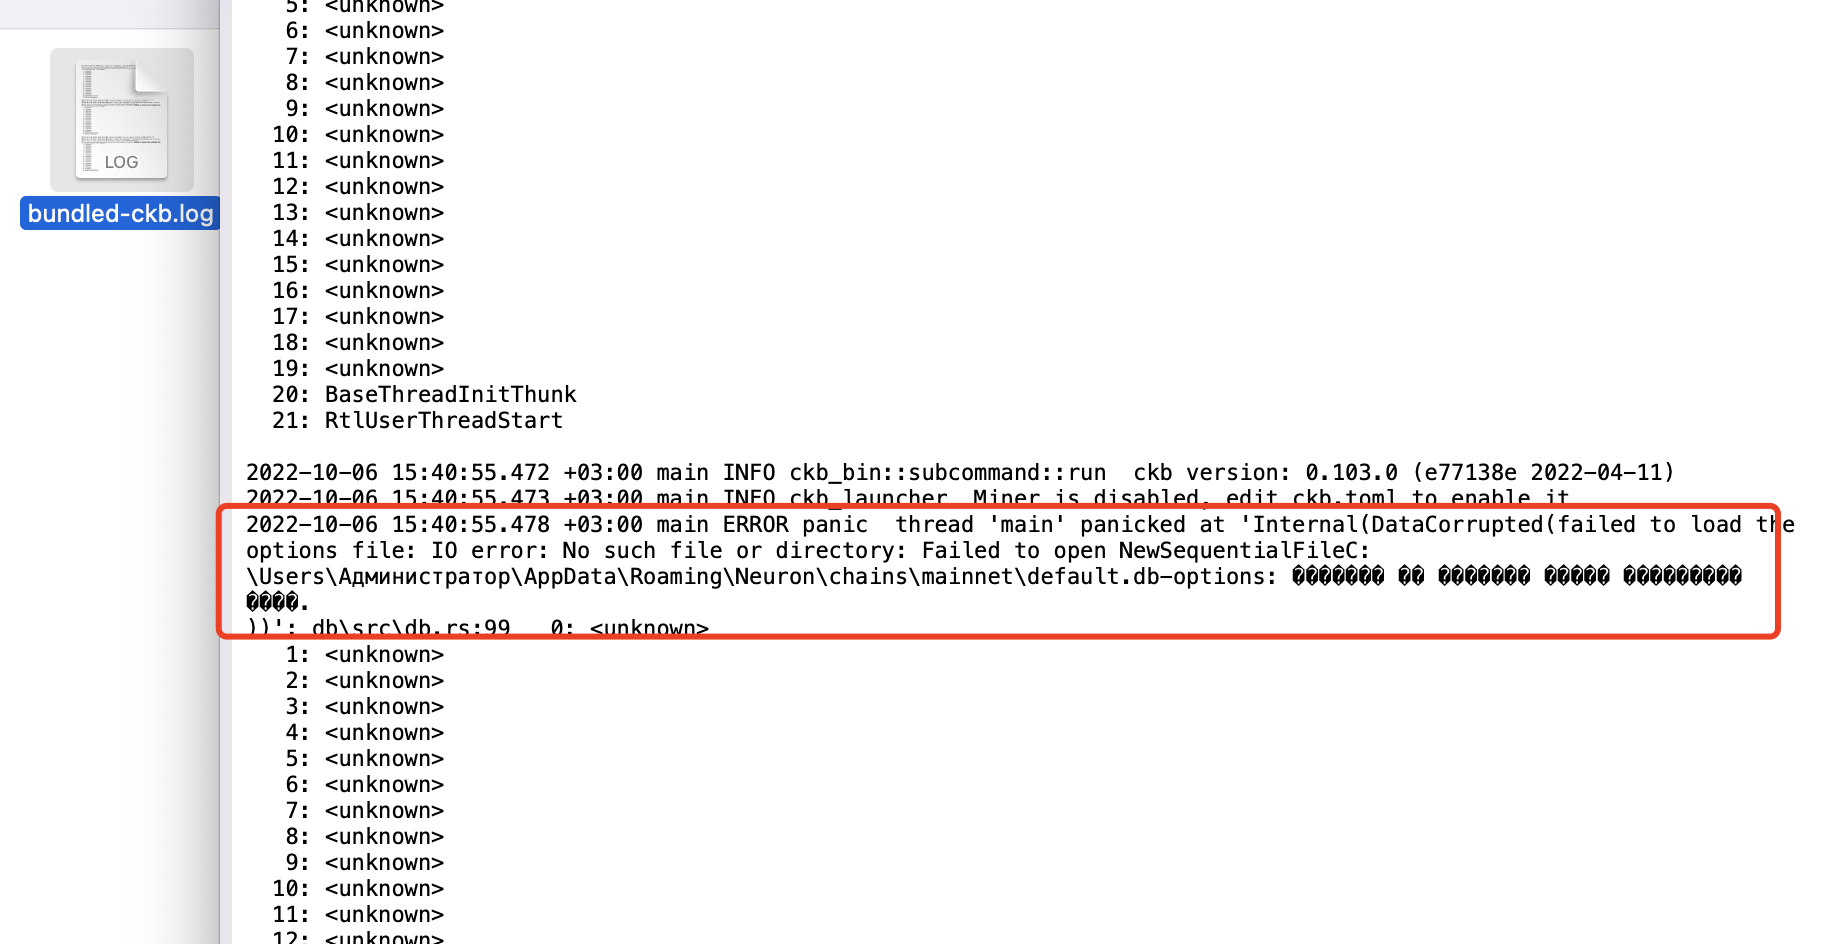 LOG
bundled-ckb.log
5: <unknown>
6: <unknown>
7: <unknown>
8: <unknown>
9: <unknown>
10: <unknown>
11: <unknown>
12: <unknown>
13: <unknown>
14: <unknown>
15: <unknown>
16: <unknown>
17: <unknown>
18: <unknown>
19: <unknown>
20: BaseThreadInitThunk
21: RtlUserThreadStart
2022-10-06 15:40:55.472 +03:00 main INFO ckb_bin::subcommand::run  ckb version: 0.103.0 (e77138e 2022-04-11)
2022-10-06 15:40:55.473 +03:00 main INFO ckb_launcher  Miner is disabled, edit ckb.toml to enable it
2022-10-06 15:40:55.478 +03:00 main ERROR panic  thread 'main' panicked at 'Internal(DataCorrupted(failed to load the
options file: IO error: No such file or directory: Failed to open NewSequentialFileC:
\Users\Администратор\AppData\Roaming\Neuron\chains\mainnet\default.db-options: ������� �� ������� ����� ���������
����.
))': db\src\db.rs:99   0: <unknown>
1: <unknown>
2: <unknown>
3: <unknown>
4: <unknown>
5: <unknown>
6: <unknown>
7: <unknown>
8: <unknown>
9: <unknown>
10: <unknown>
11: <unknown>
12: <unknown>